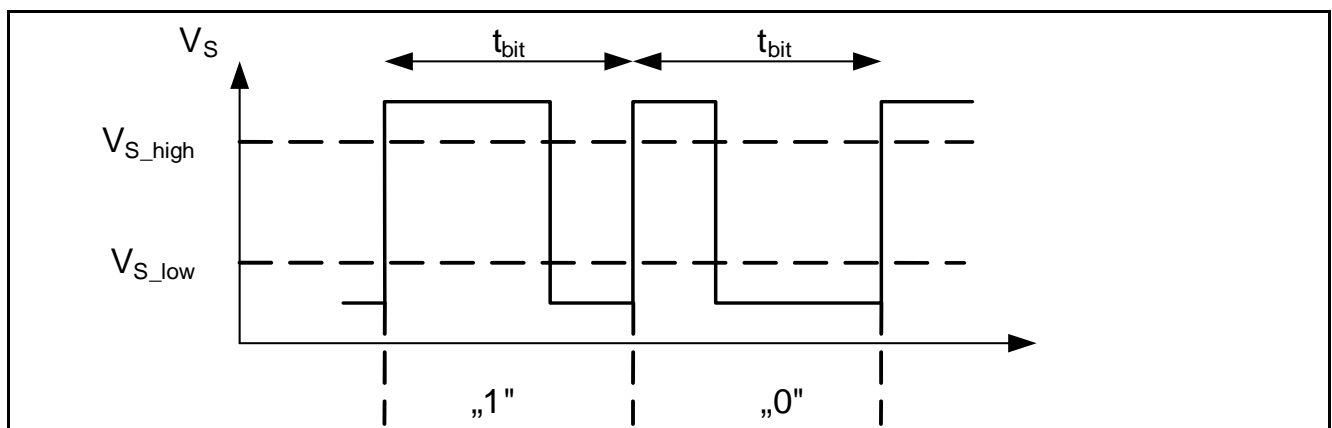 V_S t_bit t_bit
V_S_high
V_S_low
„1" „0"